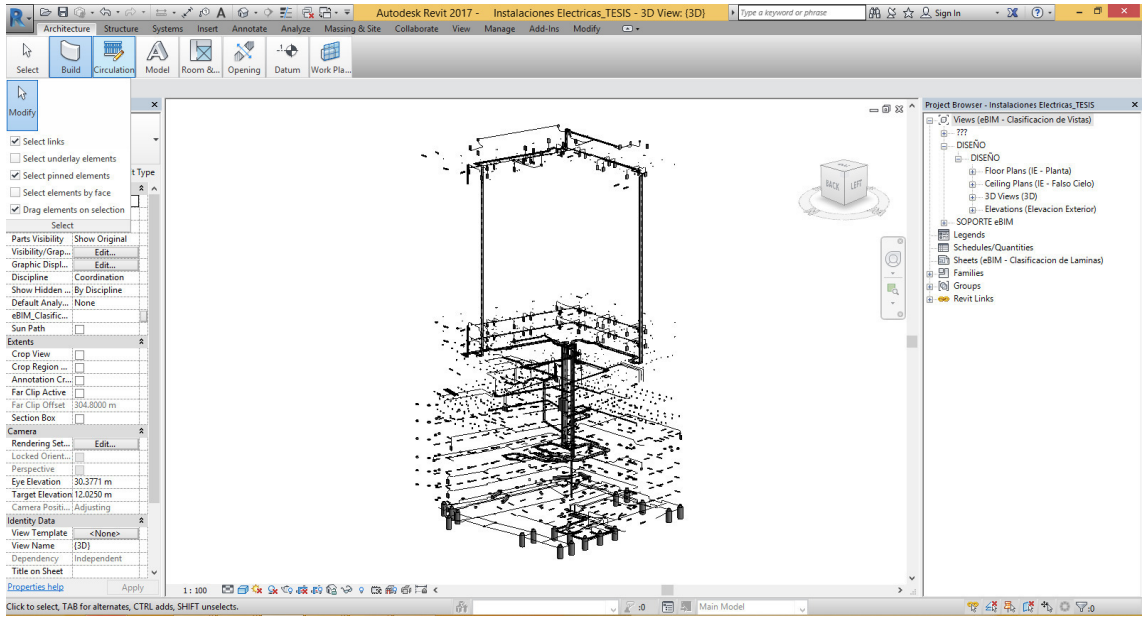 Autodesk Revit 2017 - Instalaciones Electricas_TESIS - 3D View: {3D}
Type a keyword or phrase
Sign In
Architecture Structure Systems Insert Annotate Analyze Massing & Site Collaborate View Manage Add-Ins Modify
Select Build Circulation Model Room &... Opening Datum Work Pla...
Modify
Select links
Select underlay elements
Select pinned elements
t Type
Select elements by face
Drag elements on selection
Select
Parts Visibility Show Original
Visibility/Grap... Edit...
Graphic Displ... Edit...
Discipline Coordination
Show Hidden ... By Discipline
Default Analy... None
eBIM_Clasific...
Sun Path
Extents
Crop View
Crop Region ...
Annotation Cr...
Far Clip Active
Far Clip Offset 304.8000 m
Section Box
Camera
Rendering Set... Edit...
Locked Orient...
Perspective
Eye Elevation 30.3771 m
Target Elevation 12.0250 m
Camera Positi... Adjusting
Identity Data
View Template <None>
View Name {3D}
Dependency Independent
Title on Sheet
Properties help Apply
BACK LEFT
1 : 100
Project Browser - Instalaciones Electricas_TESIS
Views (eBIM - Clasificacion de Vistas)
???
DISEÑO
DISEÑO
Floor Plans (IE - Planta)
Ceiling Plans (IE - Falso Cielo)
3D Views (3D)
Elevations (Elevacion Exterior)
SOPORTE eBIM
Legends
Schedules/Quantities
Sheets (eBIM - Clasificacion de Laminas)
Families
Groups
Revit Links
Click to select, TAB for alternates, CTRL adds, SHIFT unselects.
:0
Main Model
:0